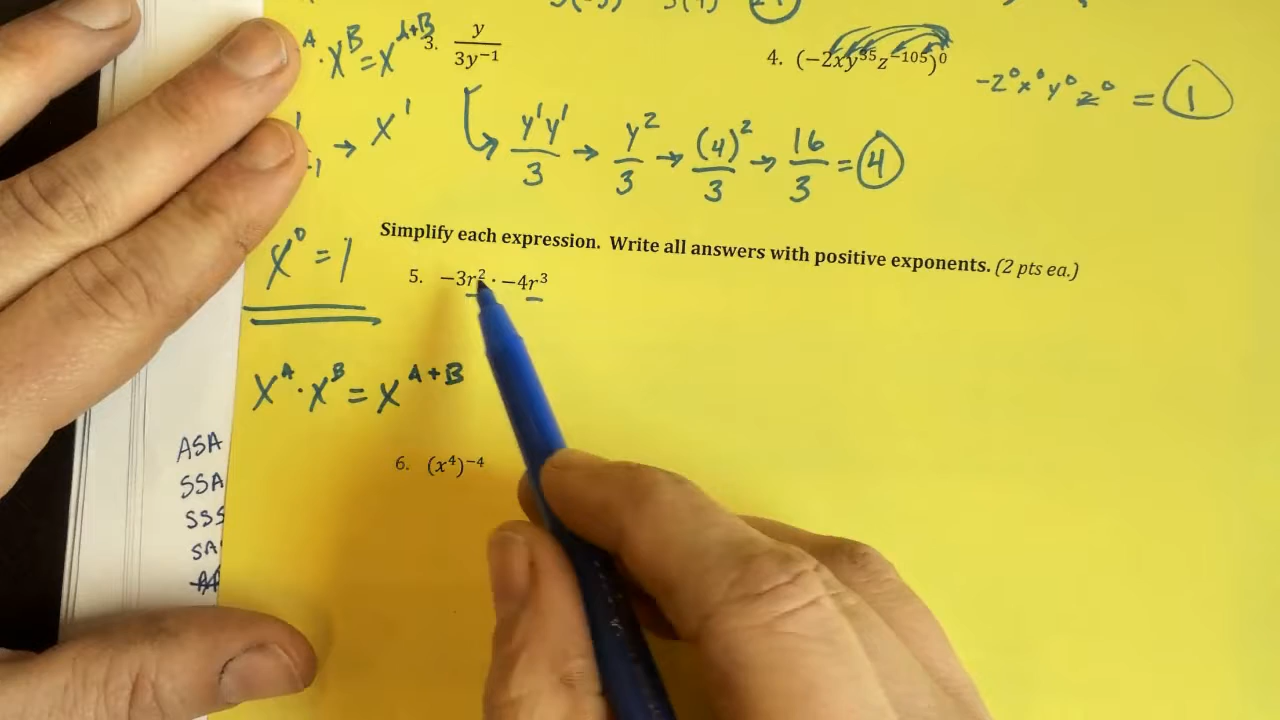 A · x^B = x^A+B
3. y / 3y⁻¹
4. (−2xy³⁵z⁻¹⁰⁵)⁰
-2⁰x⁰y⁰z⁰ = 1
→ x¹
y¹y¹ / 3 → y² / 3 → (4)² / 3 → 16 / 3 = 4
x⁰ = 1
Simplify each expression. Write all answers with positive exponents. (2 pts ea.)
5. −3r² · −4r³
x^A · x^B = x^A+B
ASA
6. (x⁴)⁻⁴
SSA
SSS